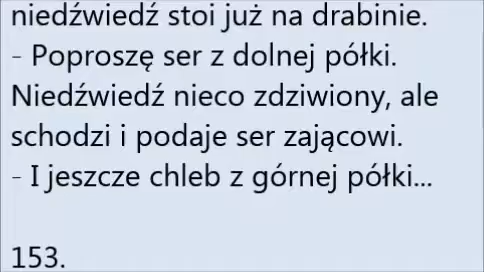 niedźwiedź stoi już na drabinie.
- Poproszę ser z dolnej półki.
Niedźwiedź nieco zdziwiony, ale
schodzi i podaje ser zającowi.
- I jeszcze chleb z górnej półki...
153.